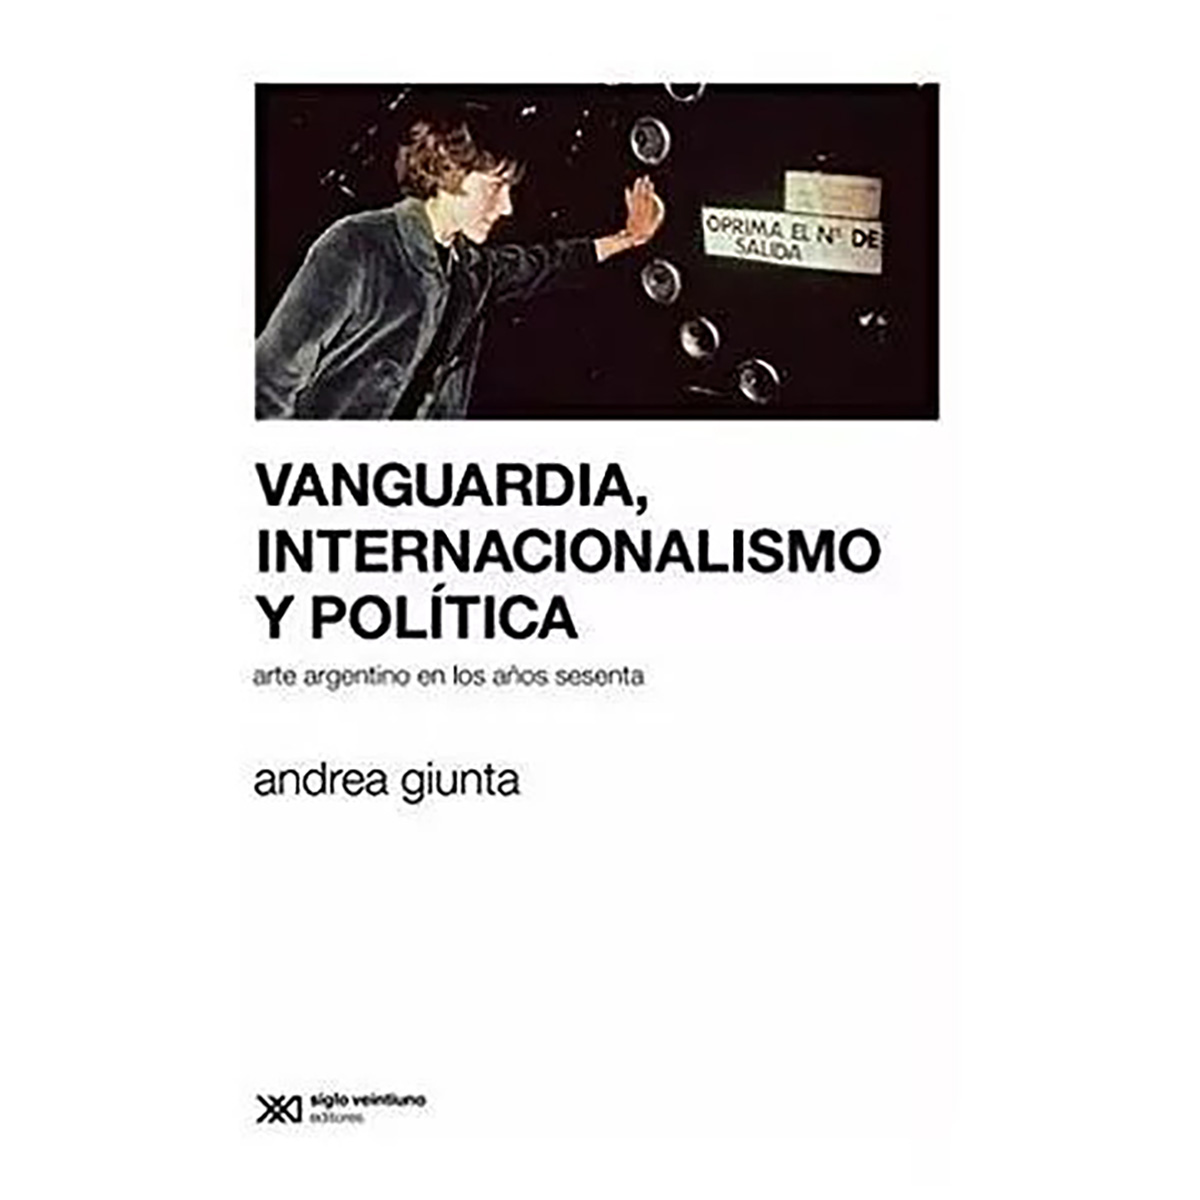 OPRIMA EL Nº DE
SALIDA
VANGUARDIA,
INTERNACIONALISMO
Y POLÍTICA
arte argentino en los años sesenta
andrea giunta
siglo veintiuno
editores